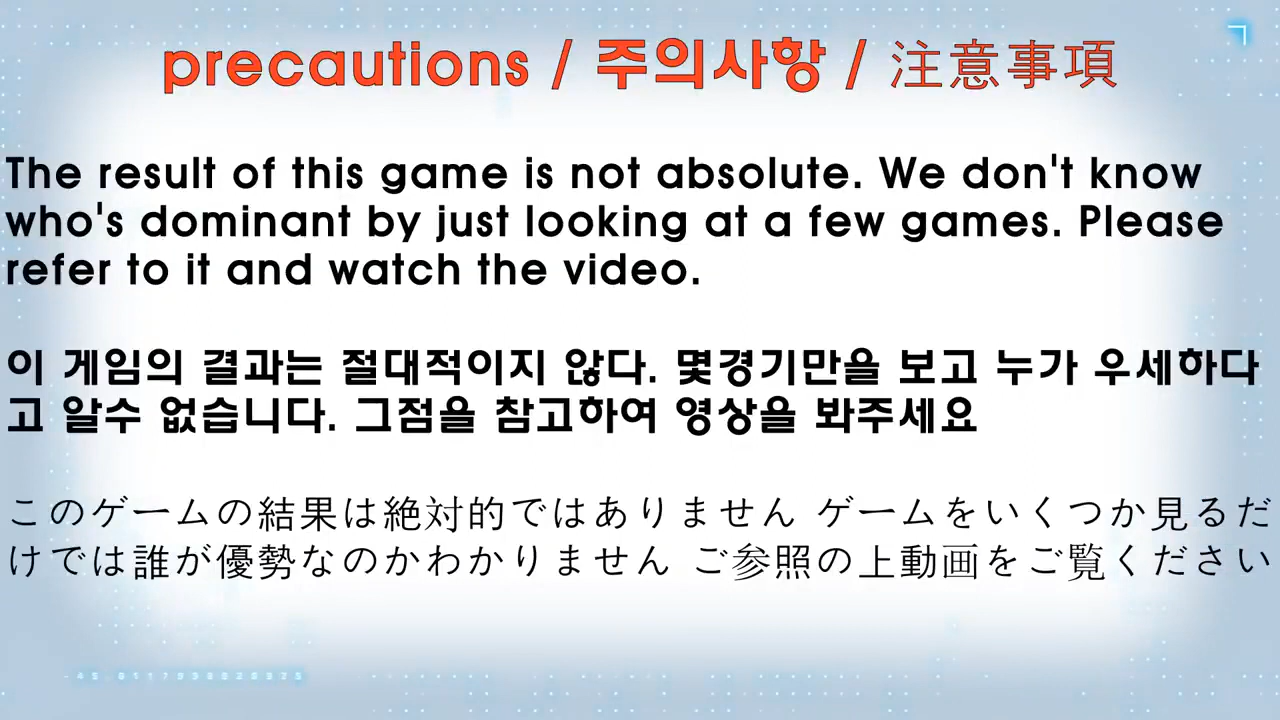 precautions / 주의사항 / 注意事項
The result of this game is not absolute. We don't know
who's dominant by just looking at a few games. Please
refer to it and watch the video.
이 게임의 결과는 절대적이지 않다. 몇경기만을 보고 누가 우세하다
고 알수 없습니다. 그점을 참고하여 영상을 봐주세요
このゲームの結果は絶対的ではありません ゲームをいくつか見るだ
けでは誰が優勢なのかわかりません ご参照の上動画をご覧ください